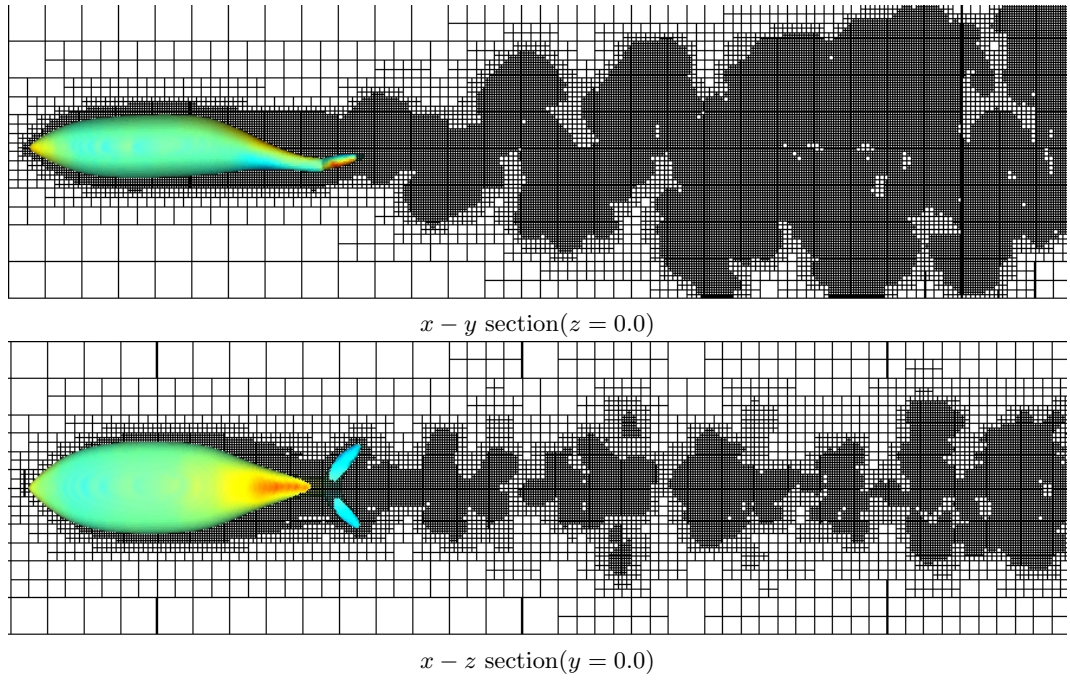 x − y section(z = 0.0)
x − z section(y = 0.0)